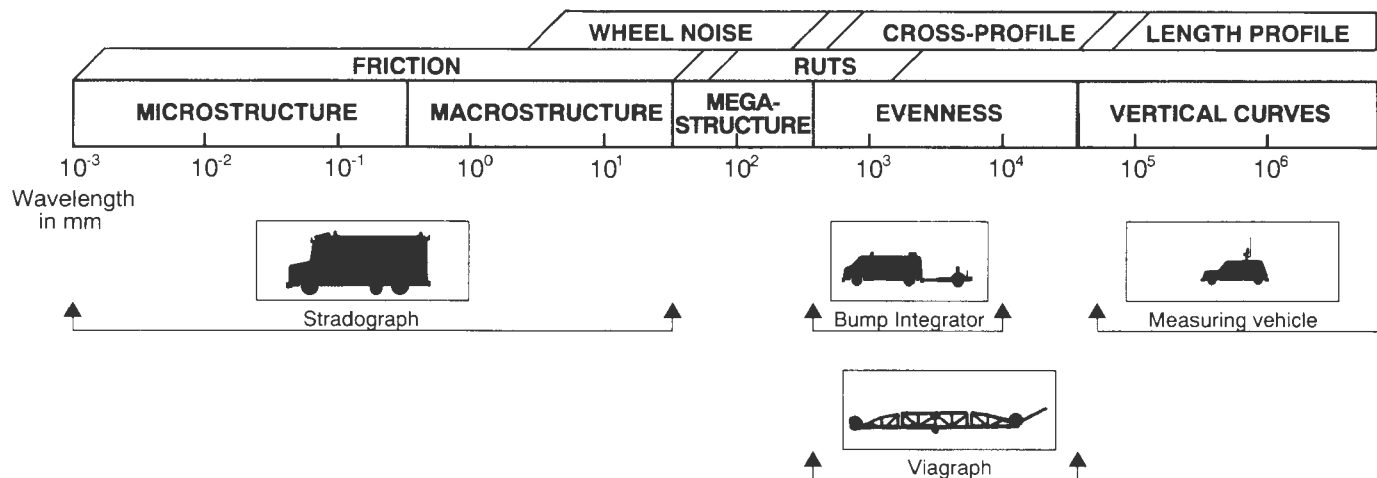 WHEEL NOISE CROSS-PROFILE LENGTH PROFILE
FRICTION RUTS
MICROSTRUCTURE MACROSTRUCTURE MEGA-
STRUCTURE EVENNESS VERTICAL CURVES
10⁻³ 10⁻² 10⁻¹ 10⁰ 10¹ 10² 10³ 10⁴ 10⁵ 10⁶
Wavelength
in mm
Stradograph Bump Integrator Measuring vehicle
Viagraph